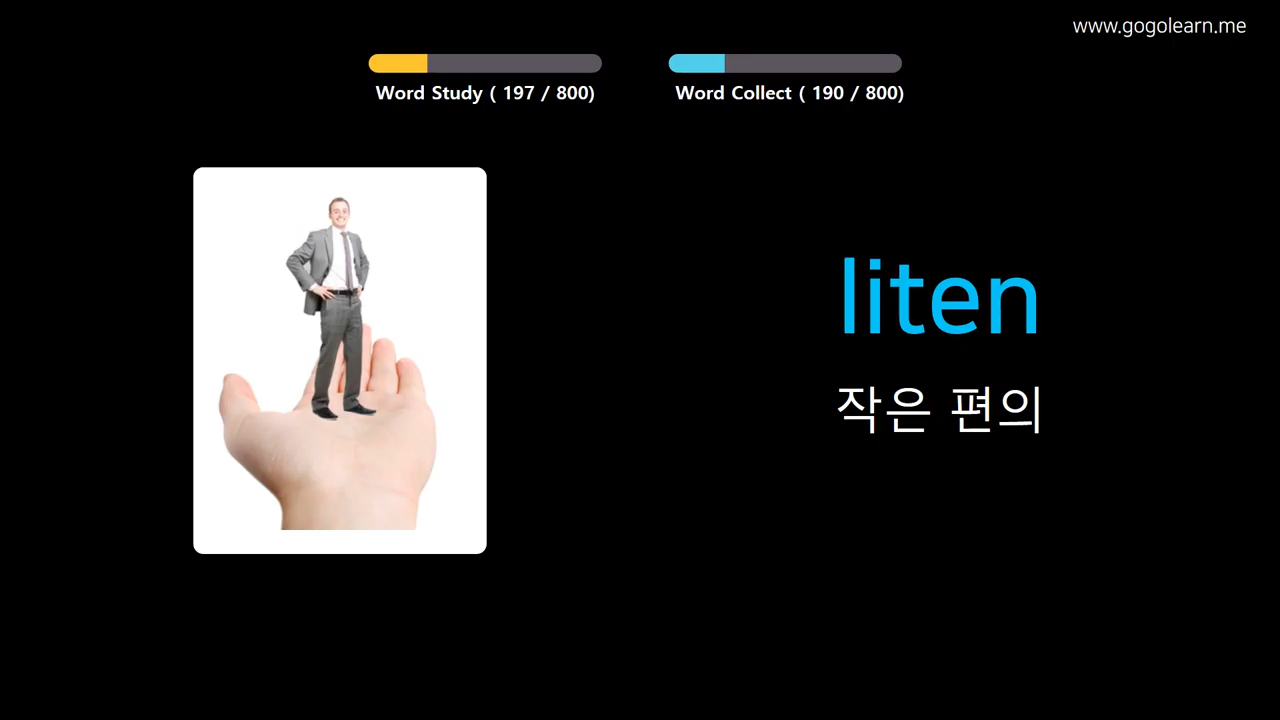 www.gogolearn.me
Word Study ( 197 / 800)
Word Collect ( 190 / 800)
liten
작은 편의